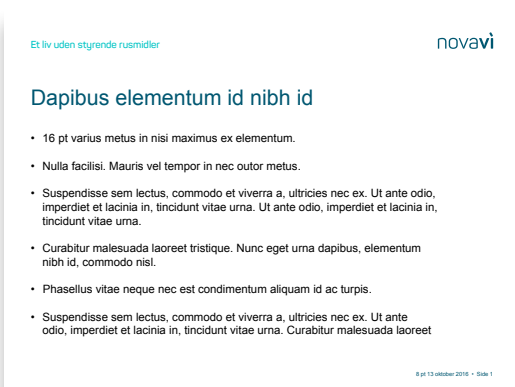 Et liv uden styrende rusmidler
novavi
Dapibus elementum id nibh id
• 16 pt varius metus in nisi maximus ex elementum.
• Nulla facilisi. Mauris vel tempor in nec outor metus.
• Suspendisse sem lectus, commodo et viverra a, ultricies nec ex. Ut ante odio,
imperdiet et lacinia in, tincidunt vitae urna. Ut ante odio, imperdiet et lacinia in,
tincidunt vitae urna.
• Curabitur malesuada laoreet tristique. Nunc eget urna dapibus, elementum
nibh id, commodo nisl.
• Phasellus vitae neque nec est condimentum aliquam id ac turpis.
• Suspendisse sem lectus, commodo et viverra a, ultricies nec ex. Ut ante
odio, imperdiet et lacinia in, tincidunt vitae urna. Curabitur malesuada laoreet
8 pt 13 oktober 2016 • Side 1